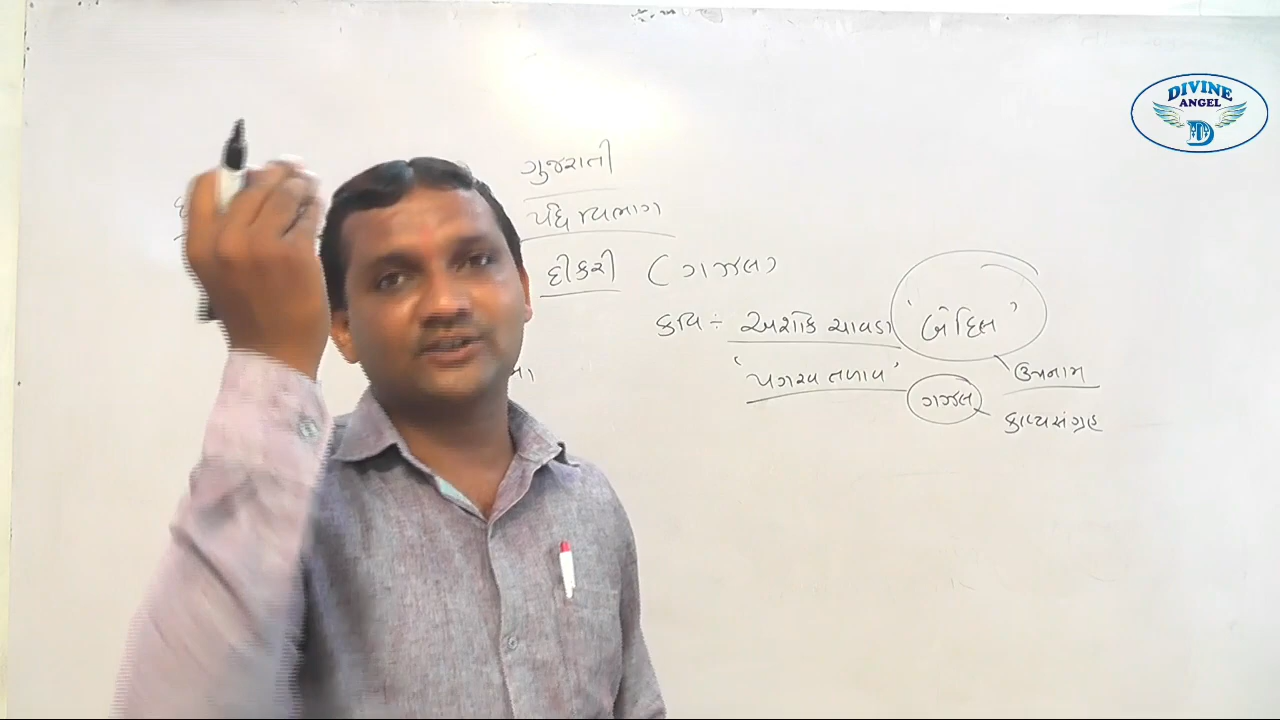 DIVINE
ANGEL
D
ગુજરાતી
પદ્ય વિભાગ
દીકરી (ગઝલ)
કવિ ÷ અશોક ચાવડા 'બેદિલ'
ઉપનામ
'પગરવ તળાવ'
ગઝલ
કાવ્યસંગ્રહ